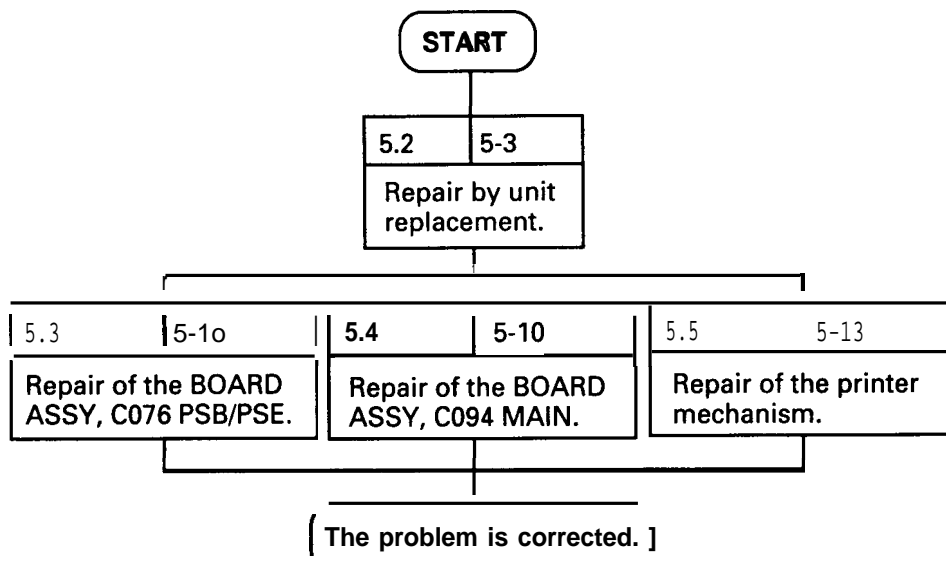 START
5.2 5-3
Repair by unit
replacement.
5.3 5-1o
Repair of the BOARD
ASSY, C076 PSB/PSE.
5.4 5-10
Repair of the BOARD
ASSY, C094 MAIN.
5.5 5-13
Repair of the printer
mechanism.
( The problem is corrected. ]